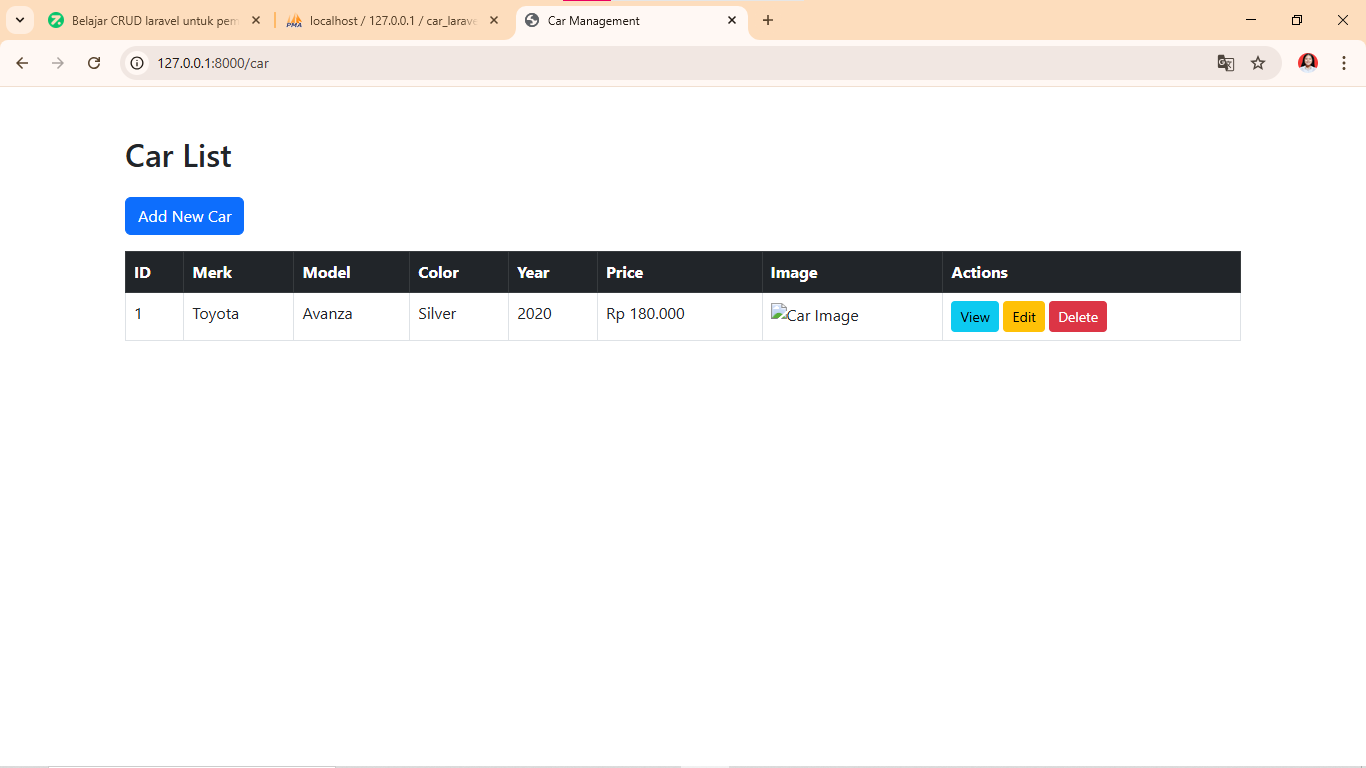 Belajar CRUD laravel untuk pem
localhost / 127.0.0.1 / car_larave
Car Management
127.0.0.1:8000/car
Car List
Add New Car
ID Merk Model Color Year Price Image Actions
1 Toyota Avanza Silver 2020 Rp 180.000 Car Image View Edit Delete